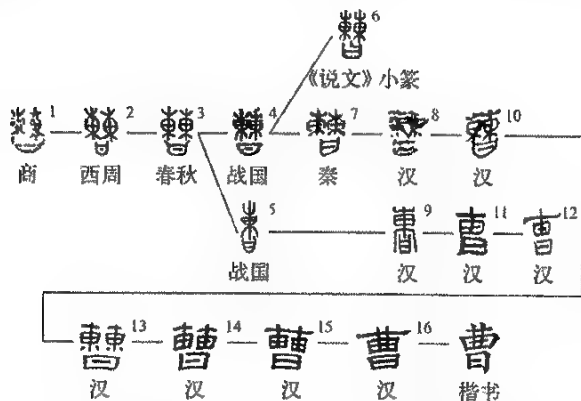 6
《说文》小篆
1 2 3 4 7 8 10
商 西周 春秋 战国 秦 汉 汉
5 9 11 12
战国 汉 汉 汉
13 14 15 16 曹
汉 汉 汉 汉 楷书